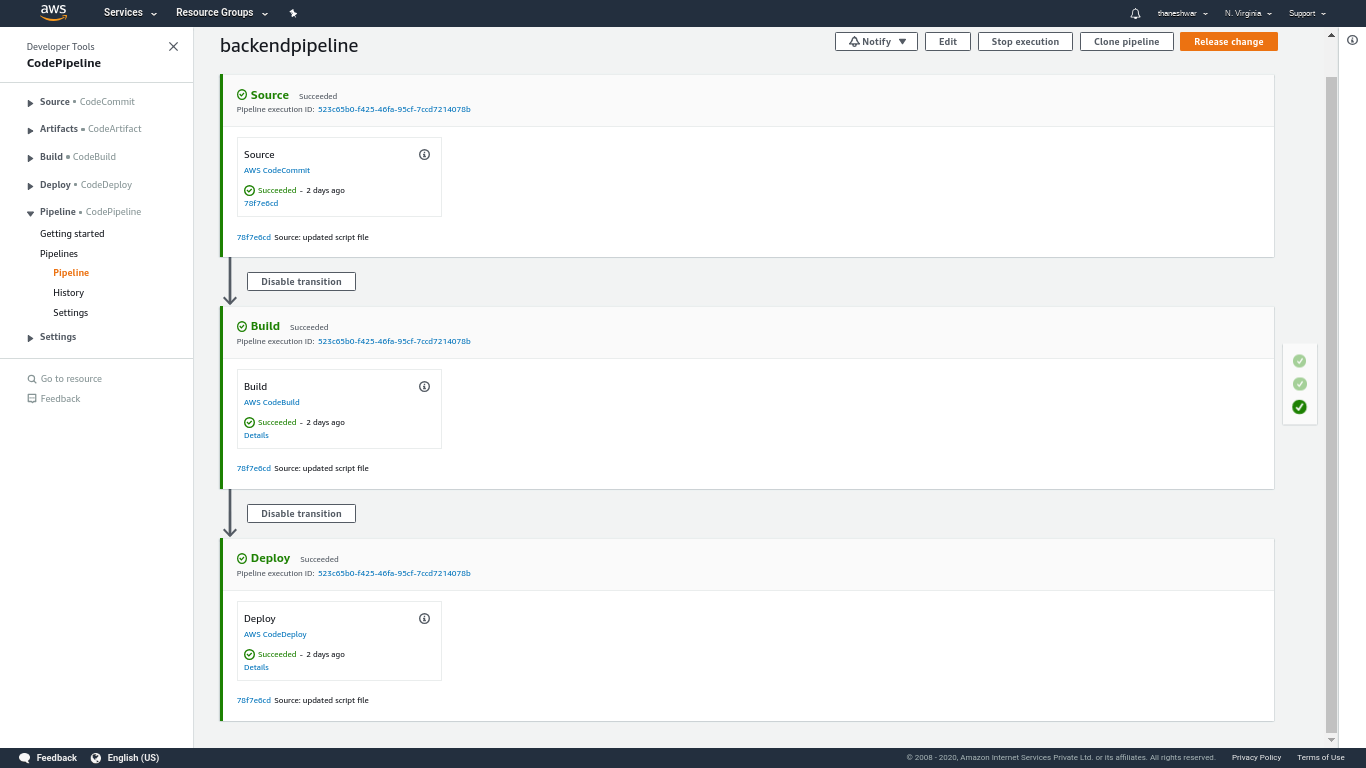 aws Services Resource Groups thaneshwar N. Virginia Support
Developer Tools
CodePipeline
Source • CodeCommit
Artifacts • CodeArtifact
Build • CodeBuild
Deploy • CodeDeploy
Pipeline • CodePipeline
Getting started
Pipelines
Pipeline
History
Settings
Settings
Go to resource
Feedback
backendpipeline
Notify Edit Stop execution Clone pipeline Release change
Source Succeeded
Pipeline execution ID: 523c65b0-f425-46fa-95cf-7ccd7214078b
Source
AWS CodeCommit
Succeeded - 2 days ago
78f7e6cd
78f7e6cd Source: updated script file
Disable transition
Build Succeeded
Pipeline execution ID: 523c65b0-f425-46fa-95cf-7ccd7214078b
Build
AWS CodeBuild
Succeeded - 2 days ago
Details
78f7e6cd Source: updated script file
Disable transition
Deploy Succeeded
Pipeline execution ID: 523c65b0-f425-46fa-95cf-7ccd7214078b
Deploy
AWS CodeDeploy
Succeeded - 2 days ago
Details
78f7e6cd Source: updated script file
Feedback English (US) © 2008 - 2020, Amazon Internet Services Private Ltd. or its affiliates. All rights reserved. Privacy Policy Terms of Use